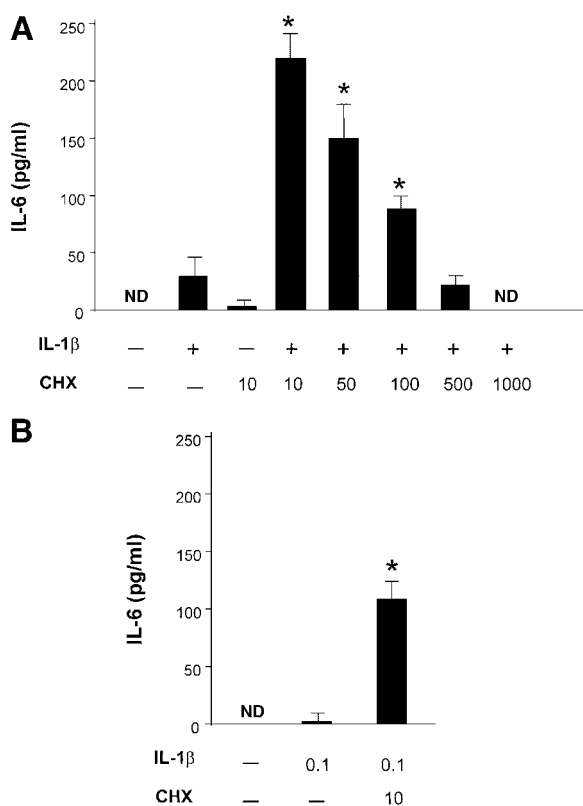 A
250
200
150
100
50
0
IL-6 (pg/ml)
* * *
ND ND
IL-1β — + — + + + + +
CHX — — 10 10 50 100 500 1000
B
250
200
150
100
50
0
IL-6 (pg/ml)
*
ND
IL-1β — 0.1 0.1
CHX — — 10